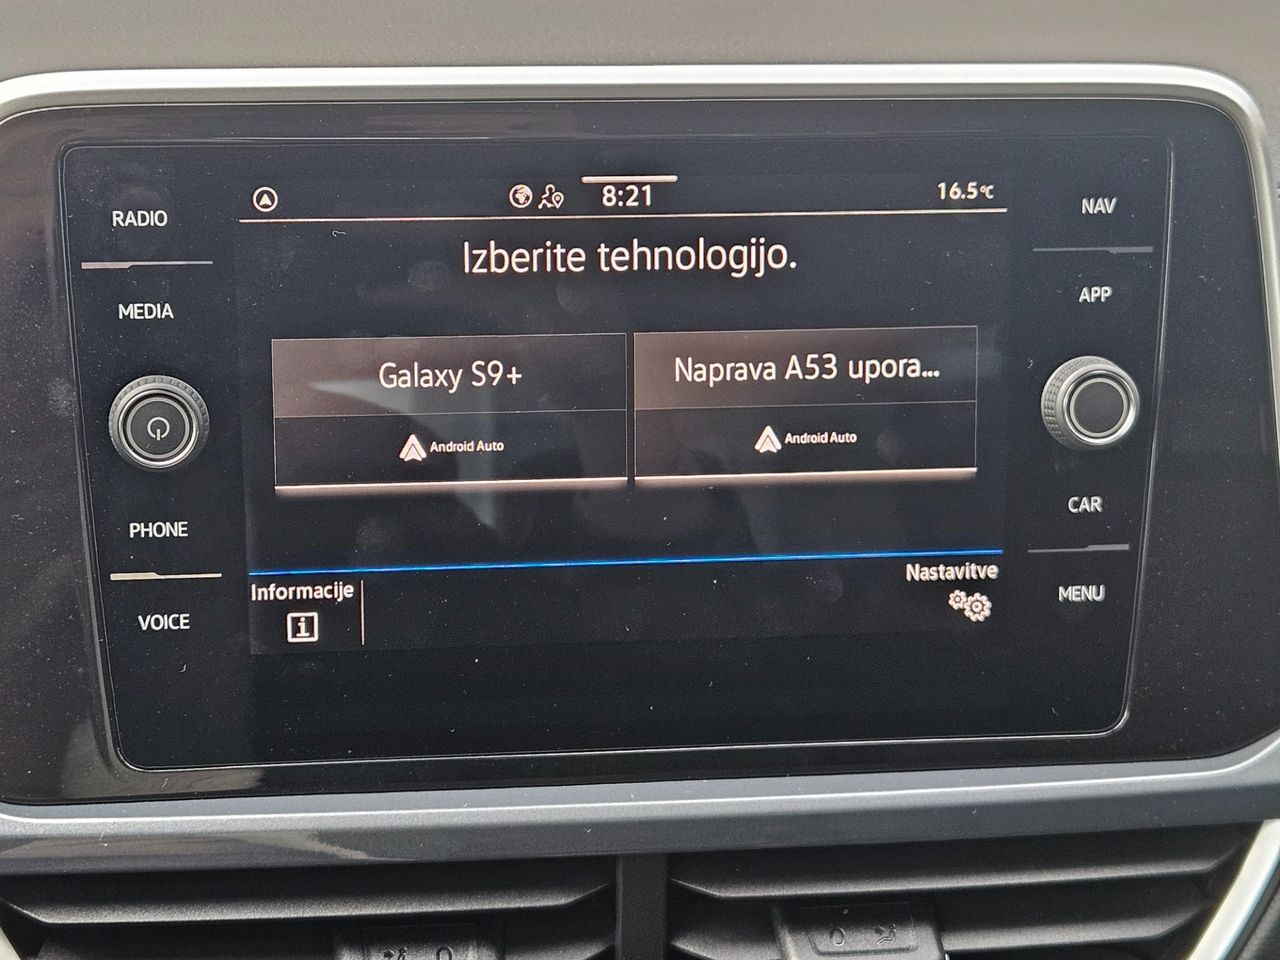 8:21
16.5°C
RADIO
MEDIA
PHONE
VOICE
Izberite tehnologijo.
Galaxy S9+
Android Auto
Naprava A53 upora...
Android Auto
Informacije
i
Nastavitve
NAV
APP
CAR
MENU